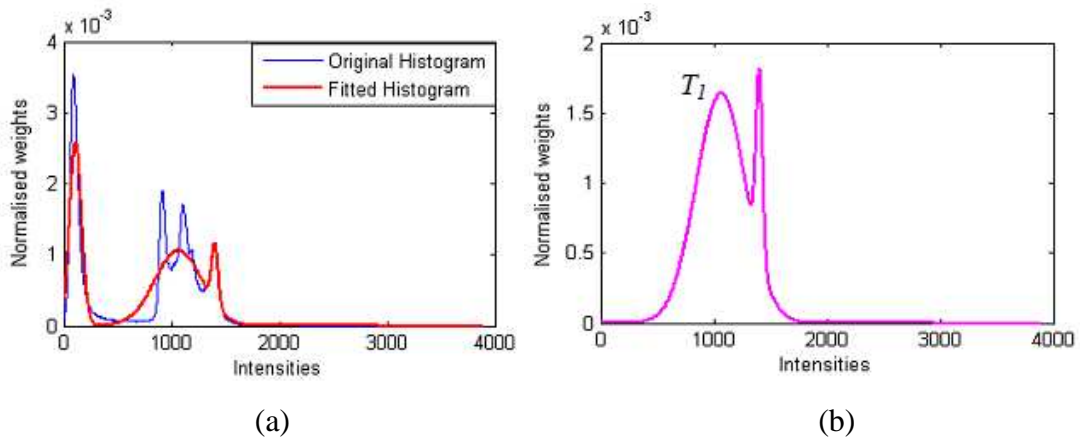 x 10⁻³
4
3
2
1
0
Normalised weights
Original Histogram
Fitted Histogram
0 1000 2000 3000 4000
Intensities
(a)
x 10⁻³
2
1.5
1
0.5
0
Normalised weights
T₁
0 1000 2000 3000 4000
Intensities
(b)